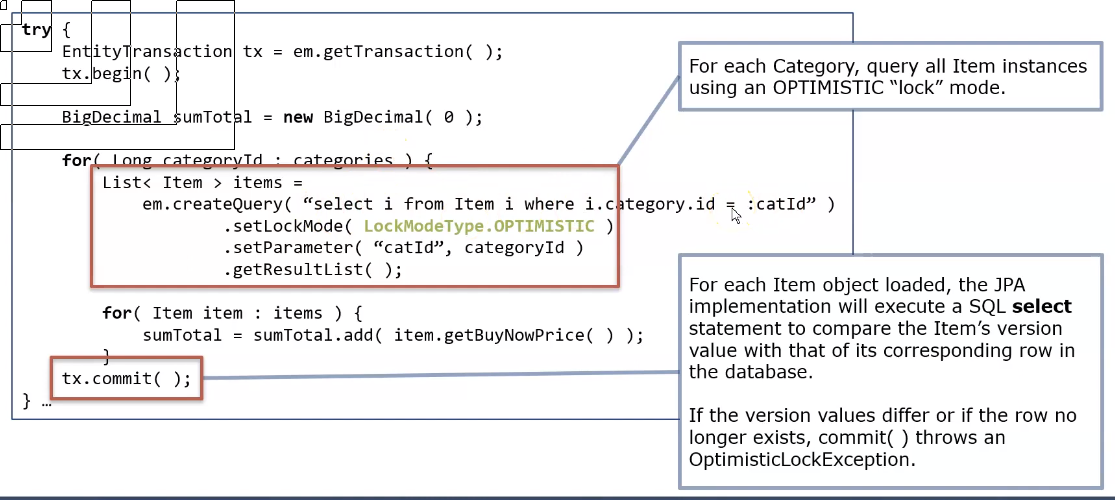 try {
EntityTransaction tx = em.getTransaction( );
tx.begin( );
BigDecimal sumTotal = new BigDecimal( 0 );
for( Long categoryId : categories ) {
List< Item > items =
em.createQuery( “select i from Item i where i.category.id = :catId” )
.setLockMode( LockModeType.OPTIMISTIC )
.setParameter( “catId”, categoryId )
.getResultList( );
for( Item item : items ) {
sumTotal = sumTotal.add( item.getBuyNowPrice( ) );
}
tx.commit( );
} …
For each Category, query all Item instances
using an OPTIMISTIC “lock” mode.
For each Item object loaded, the JPA
implementation will execute a SQL select
statement to compare the Item’s version
value with that of its corresponding row in
the database.
If the version values differ or if the row no
longer exists, commit( ) throws an
OptimisticLockException.